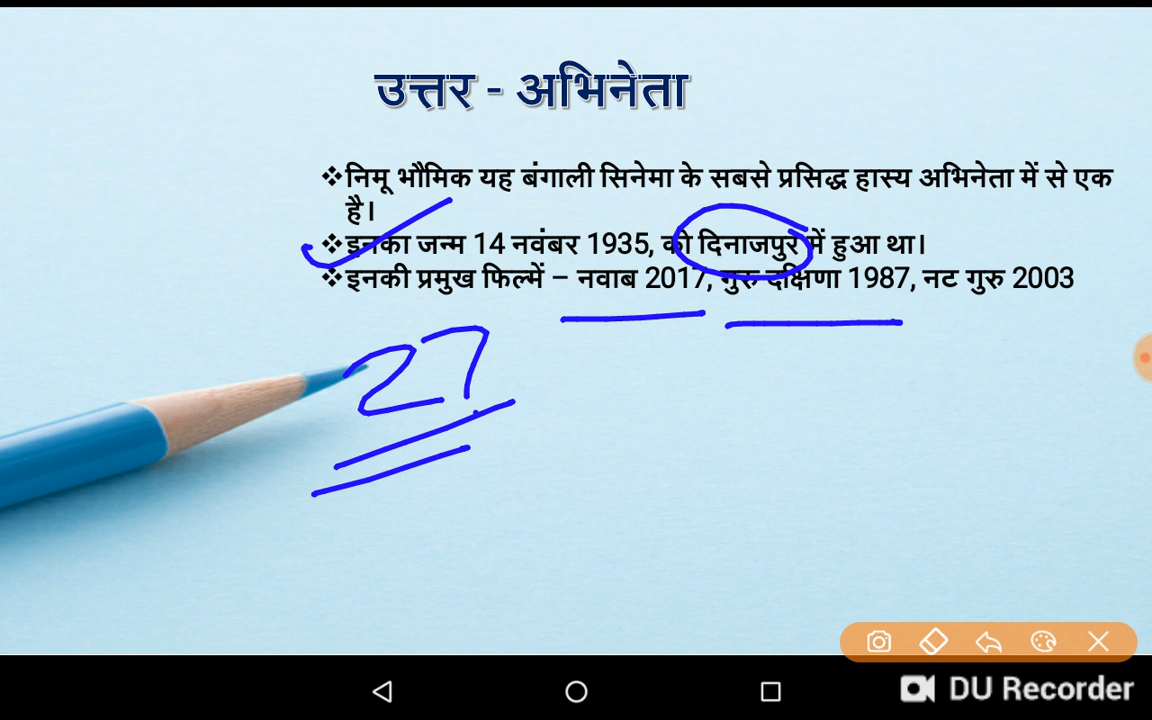 उत्तर - अभिनेता
❖निमू भौमिक यह बंगाली सिनेमा के सबसे प्रसिद्ध हास्य अभिनेता में से एक
है।
❖इनका जन्म 14 नवंबर 1935, को दिनाजपुर में हुआ था।
❖इनकी प्रमुख फिल्में – नवाब 2017, गुरु दक्षिणा 1987, नट गुरु 2003
27
DU Recorder